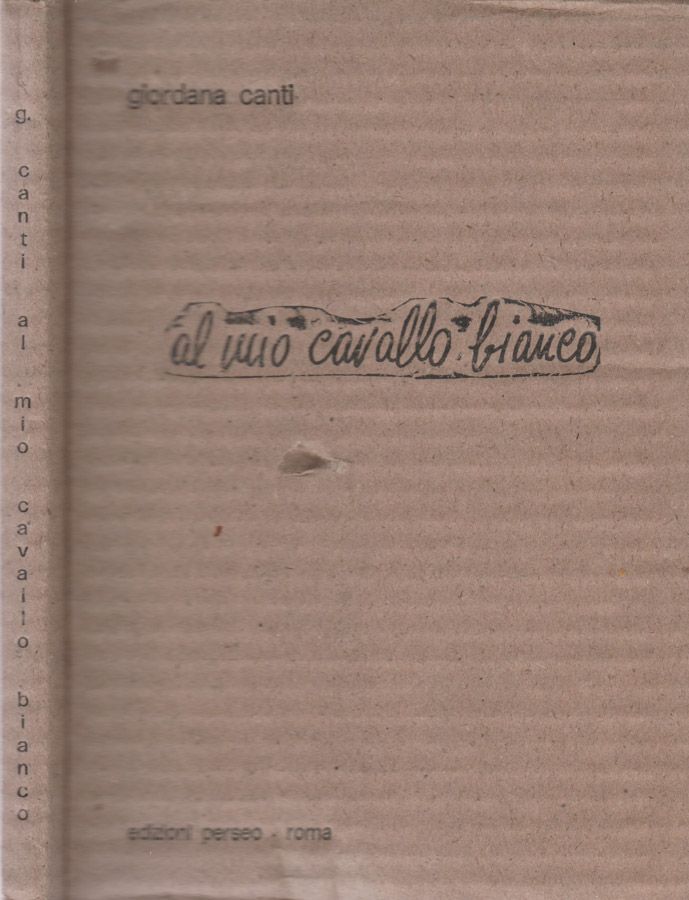 g. canti al mio cavallo bianco
giordana canti
al mio cavallo bianco
edizioni perseo - roma